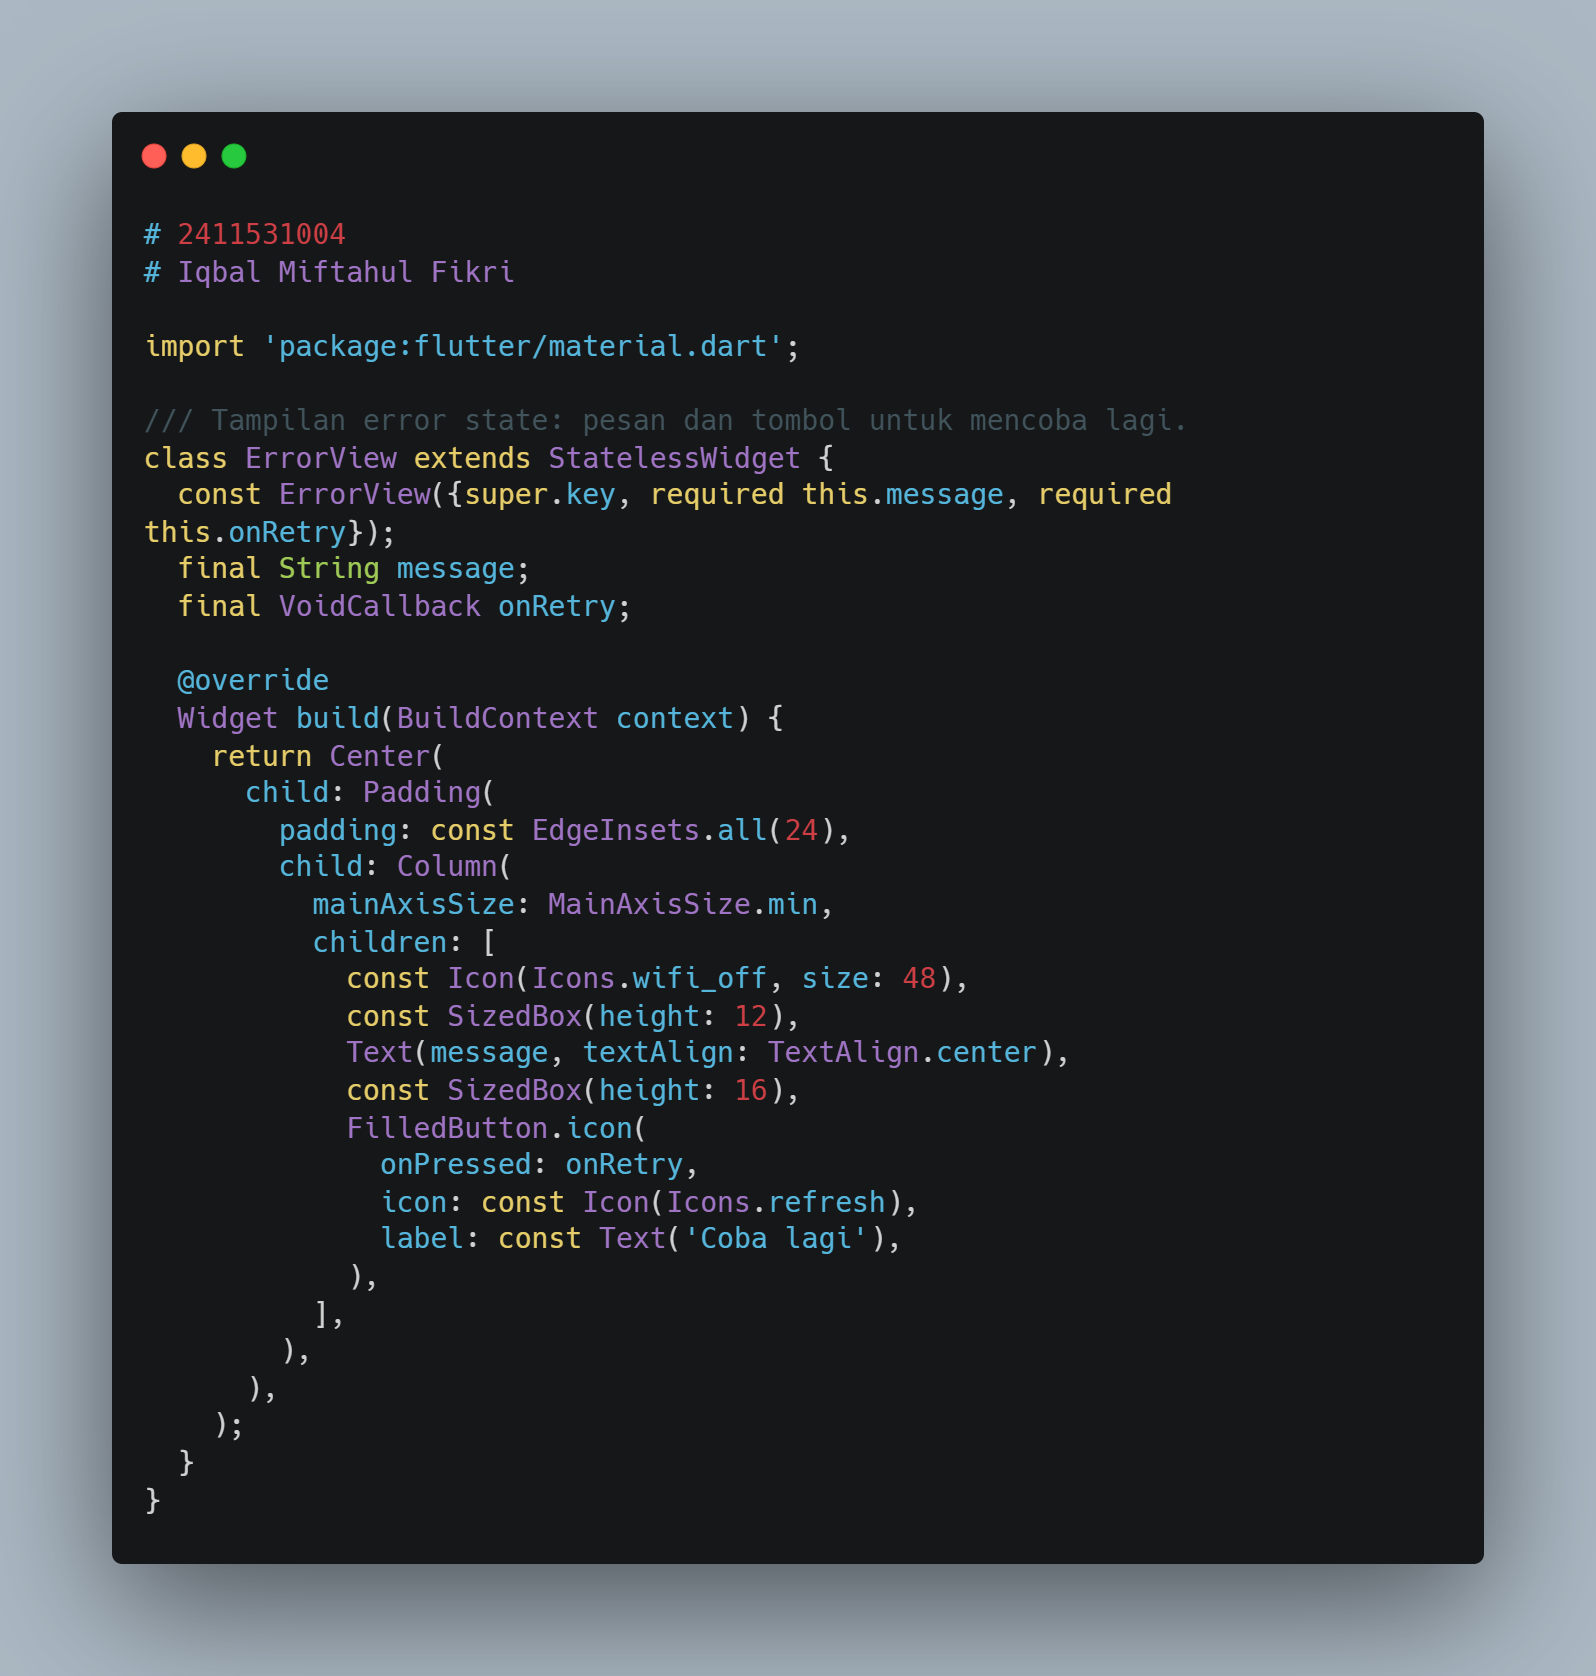 # 2411531004
# Iqbal Miftahul Fikri

import 'package:flutter/material.dart';

/// Tampilan error state: pesan dan tombol untuk mencoba lagi.
class ErrorView extends StatelessWidget {
  const ErrorView({super.key, required this.message, required
this.onRetry});
  final String message;
  final VoidCallback onRetry;

  @override
  Widget build(BuildContext context) {
    return Center(
      child: Padding(
        padding: const EdgeInsets.all(24),
        child: Column(
          mainAxisSize: MainAxisSize.min,
          children: [
            const Icon(Icons.wifi_off, size: 48),
            const SizedBox(height: 12),
            Text(message, textAlign: TextAlign.center),
            const SizedBox(height: 16),
            FilledButton.icon(
              onPressed: onRetry,
              icon: const Icon(Icons.refresh),
              label: const Text('Coba lagi'),
            ),
          ],
        ),
      ),
    );
  }
}